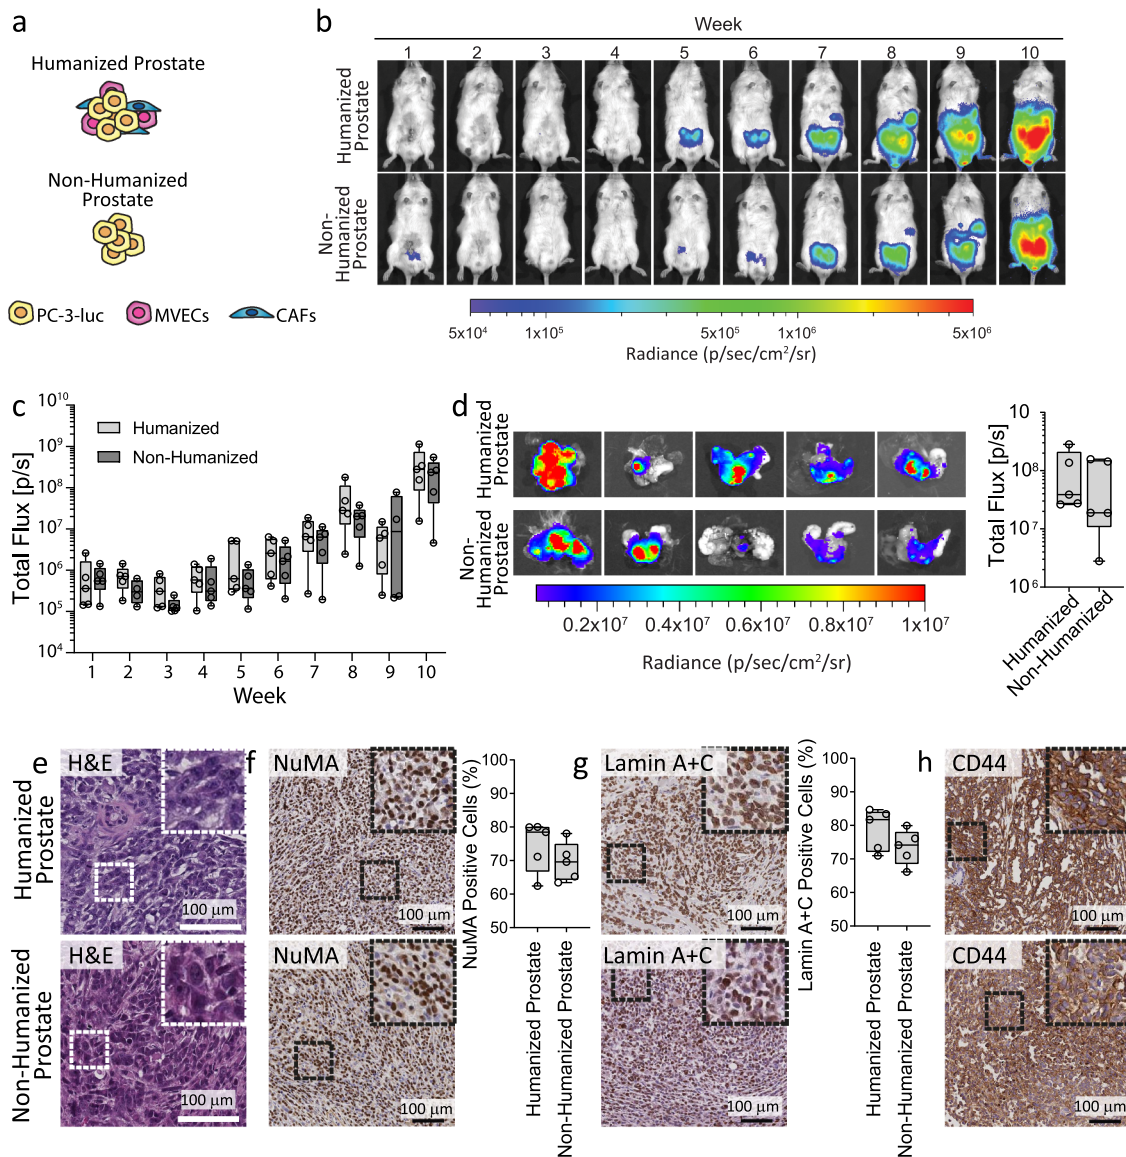 a
Humanized Prostate
Non-Humanized
Prostate
PC-3-luc
MVECs
CAFs
b
Week
1 2 3 4 5 6 7 8 9 10
Humanized
Prostate
Non-
Humanized
Prostate
5x10⁴ 1x10⁵ 5x10⁵ 1x10⁶ 5x10⁶
Radiance (p/sec/cm²/sr)
c
Total Flux [p/s]
10¹⁰
10⁹
10⁸
10⁷
10⁶
10⁵
10⁴
Humanized
Non-Humanized
1 2 3 4 5 6 7 8 9 10
Week
d
Humanized
Prostate
Non-
Humanized
Prostate
0.2x10⁷ 0.4x10⁷ 0.6x10⁷ 0.8x10⁷ 1x10⁷
Radiance (p/sec/cm²/sr)
Total Flux [p/s]
10
10⁸
10⁷
10⁶
Humanized
Non-Humanized
e
Humanized
Prostate
Non-Humanized
Prostate
H&E
100 µm
H&E
100 µm
f
NuMA
100 µm
NuMA
100 µm
NuMA Positive Cells (%)
100
90
80
70
60
50
Humanized Prostate
Non-Humanized Prostate
g
Lamin A+C
100 µm
Lamin A+C
100 µm
Lamin A+C Positive Cells (%)
100
90
80
70
60
50
Humanized Prostate
Non-Humanized Prostate
h
CD44
100 µm
CD44
100 µm